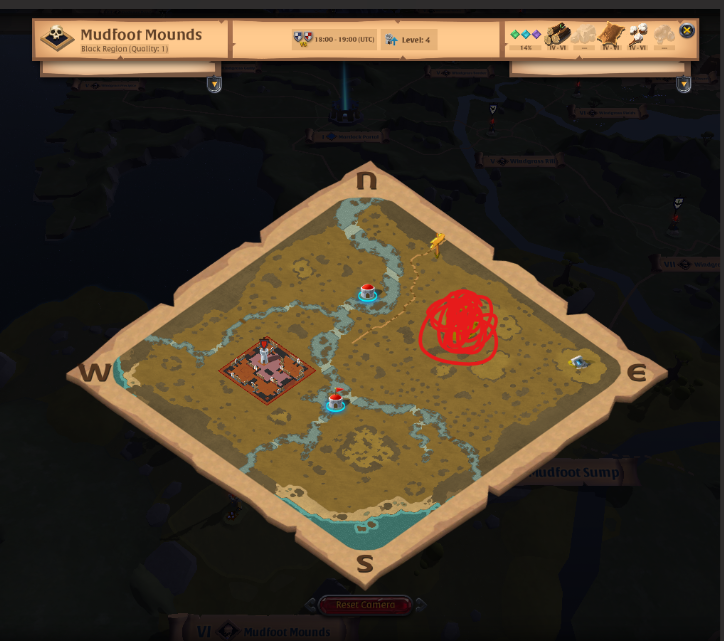 Mudfoot Mounds
Black Region (Quality: 1)
18:00 - 19:00 (UTC)
Level: 4
14%
IV - VI
IV - VI
IV - VI
N
W
E
S
Mudfoot Sump
Reset Camera
VI
Mudfoot Mounds